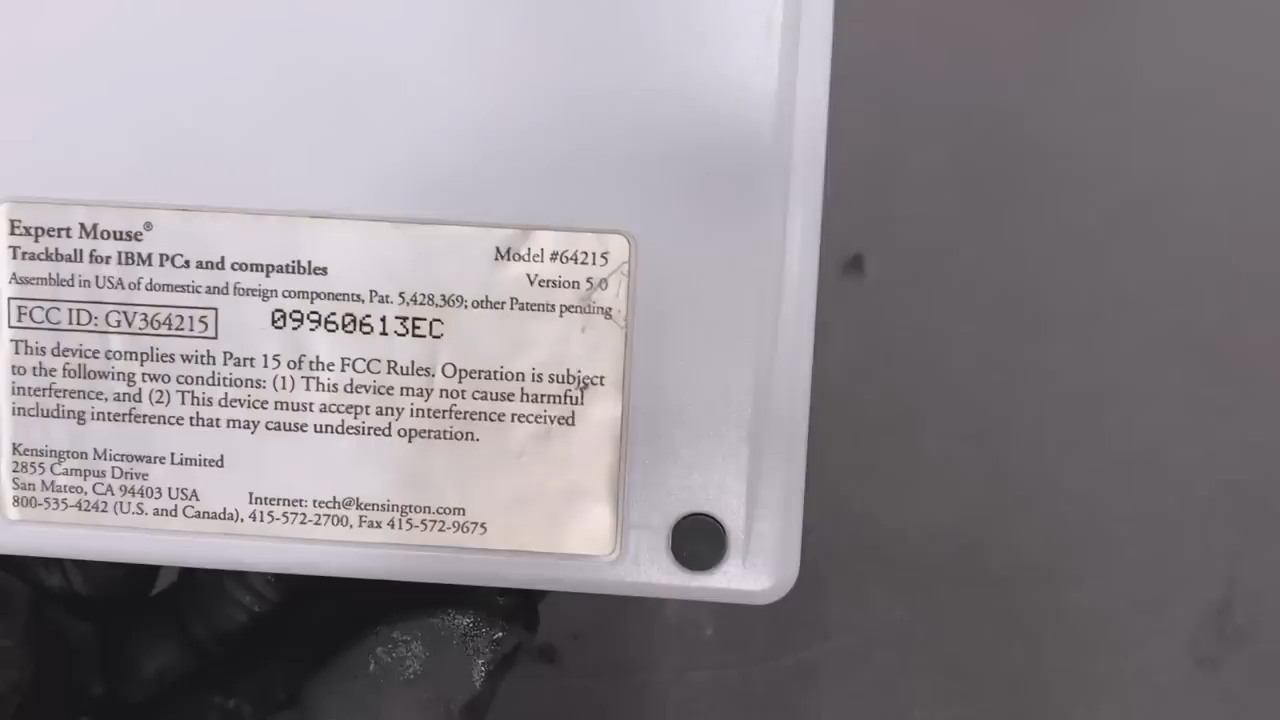 Expert Mouse®
Trackball for IBM PCs and compatibles
Model #64215
Version 5.0
Assembled in USA of domestic and foreign components, Pat. 5,428,369; other Patents pending
FCC ID: GV364215
09960613EC
This device complies with Part 15 of the FCC Rules. Operation is subject
to the following two conditions: (1) This device may not cause harmful
interference, and (2) This device must accept any interference received
including interference that may cause undesired operation.
Kensington Microware Limited
2855 Campus Drive
San Mateo, CA 94403 USA
Internet: tech@kensington.com
800-535-4242 (U.S. and Canada), 415-572-2700, Fax 415-572-9675